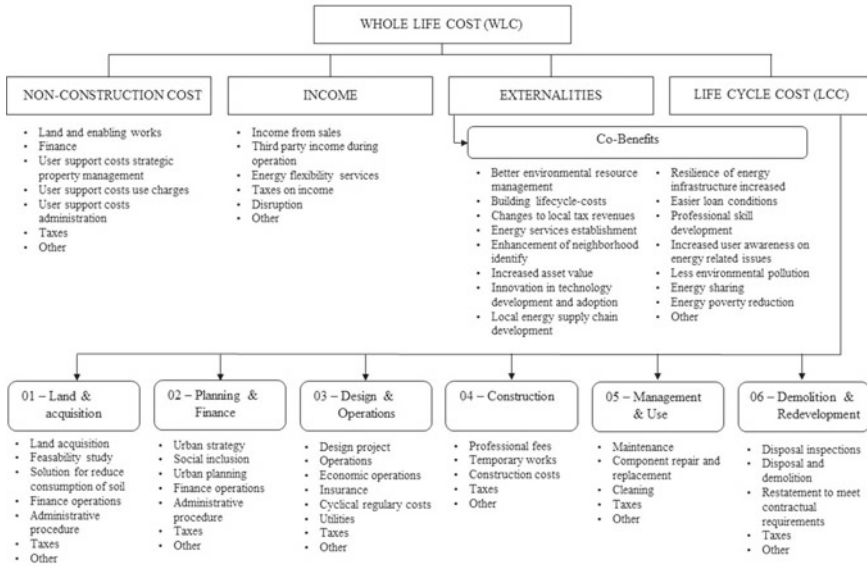 WHOLE LIFE COST (WLC)
NON-CONSTRUCTION COST
• Land and enabling works
• Finance
• User support costs strategic
property management
• User support costs use charges
• User support costs
administration
• Taxes
• Other
INCOME
• Income from sales
• Third party income during
operation
• Energy flexibility services
• Taxes on income
• Disruption
• Other
EXTERNALITIES
LIFE CYCLE COST (LCC)
Co-Benefits
• Better environmental resource
management
• Building lifecycle-costs
• Changes to local tax revenues
• Energy services establishment
• Enhancement of neighborhood
identify
• Increased asset value
• Innovation in technology
development and adoption
• Local energy supply chain
development
• Resilience of energy
infrastructure increased
• Easier loan conditions
• Professional skill
development
• Increased user awareness on
energy related issues
• Less environmental pollution
• Energy sharing
• Energy poverty reduction
• Other
01 – Land &
acquisition
• Land acquisition
• Feasability study
• Solution for reduce
consumption of soil
• Finance operations
• Administrative
procedure
• Taxes
• Other
02 – Planning &
Finance
• Urban strategy
• Social inclusion
• Urban planning
• Finance operations
• Administrative
procedure
• Taxes
• Other
03 – Design &
Operations
• Design project
• Operations
• Economic operations
• Insurance
• Cyclical regulary costs
• Utilities
• Taxes
• Other
04 – Construction
• Professional fees
• Temporary works
• Construction costs
• Taxes
• Other
05 – Management
& Use
• Maintenance
• Component repair and
replacement
• Cleaning
• Taxes
• Other
06 – Demolition &
Redevelopment
• Disposal inspections
• Disposal and
demolition
• Restatement to meet
contractual
requirements
• Taxes
• Other